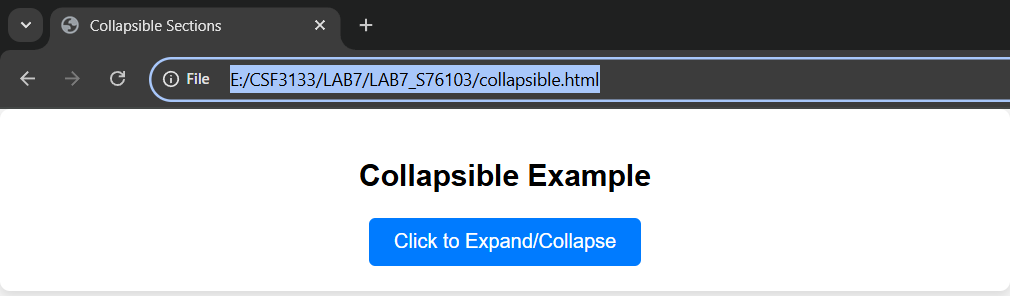 Collapsible Sections
File E:/CSF3133/LAB7/LAB7_S76103/collapsible.html
Collapsible Example
Click to Expand/Collapse